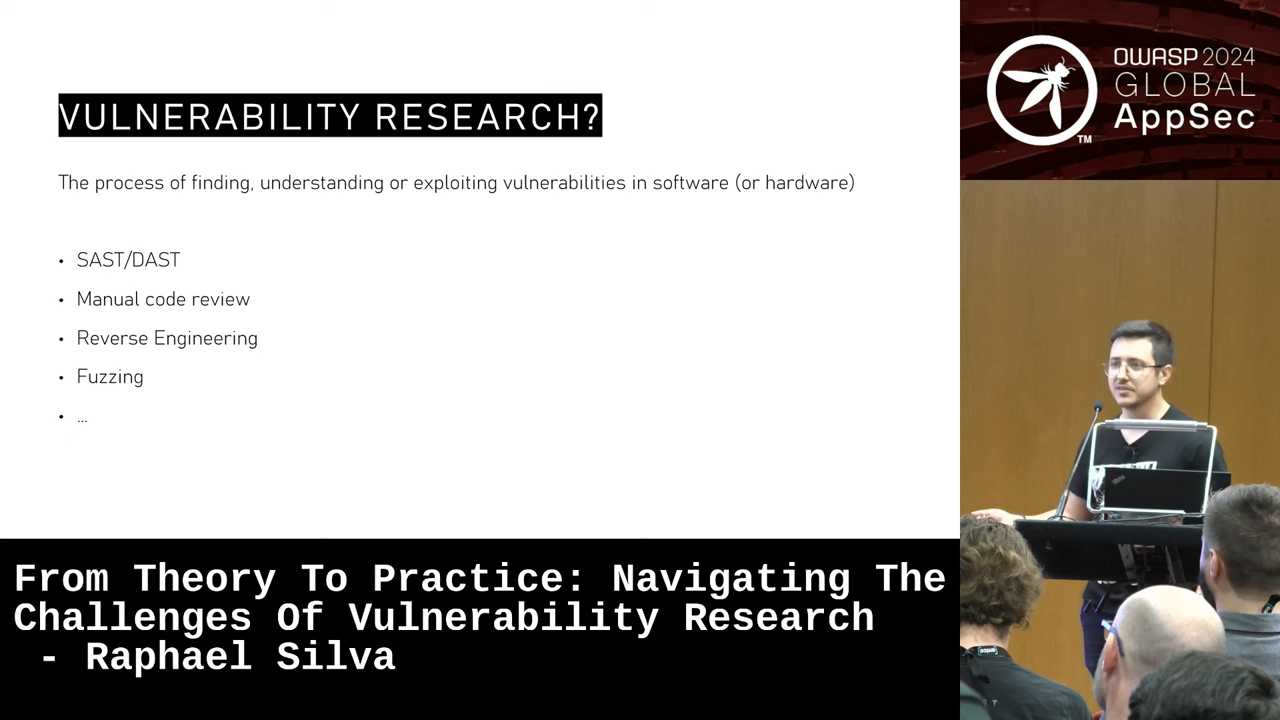 VULNERABILITY RESEARCH?
The process of finding, understanding or exploiting vulnerabilities in software (or hardware)
• SAST/DAST
• Manual code review
• Reverse Engineering
• Fuzzing
• ...
From Theory To Practice: Navigating The
Challenges Of Vulnerability Research
- Raphael Silva
OWASP 2024
GLOBAL
AppSec
TM